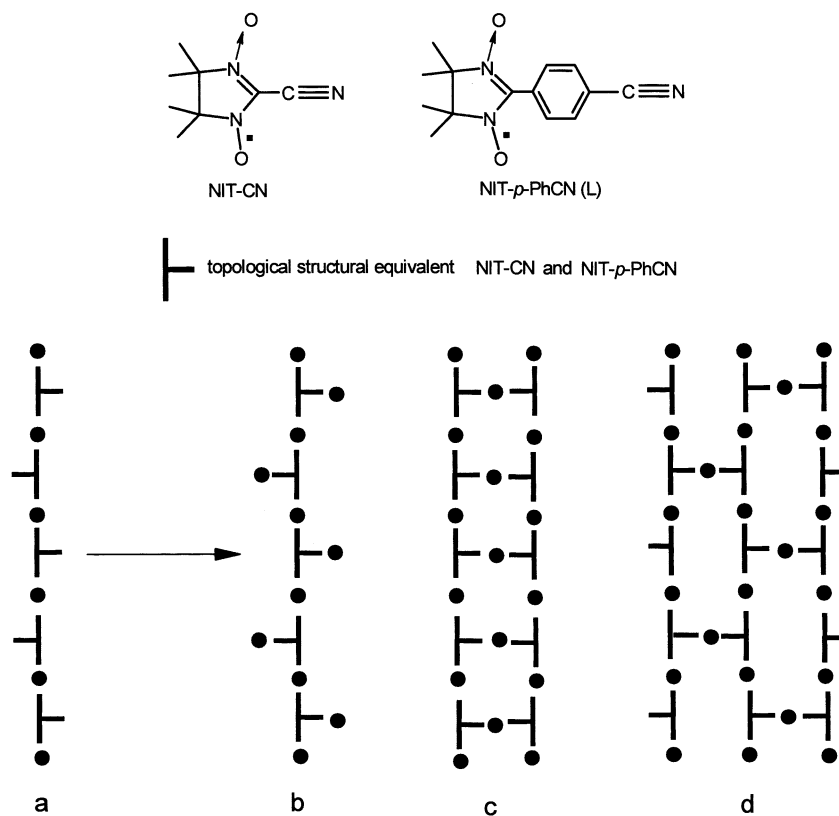 O
N
C
N
N
O
NIT-CN
O
N
C
N
N
O
NIT-p-PhCN (L)
topological structural equivalent NIT-CN and NIT-p-PhCN
a
b
c
d